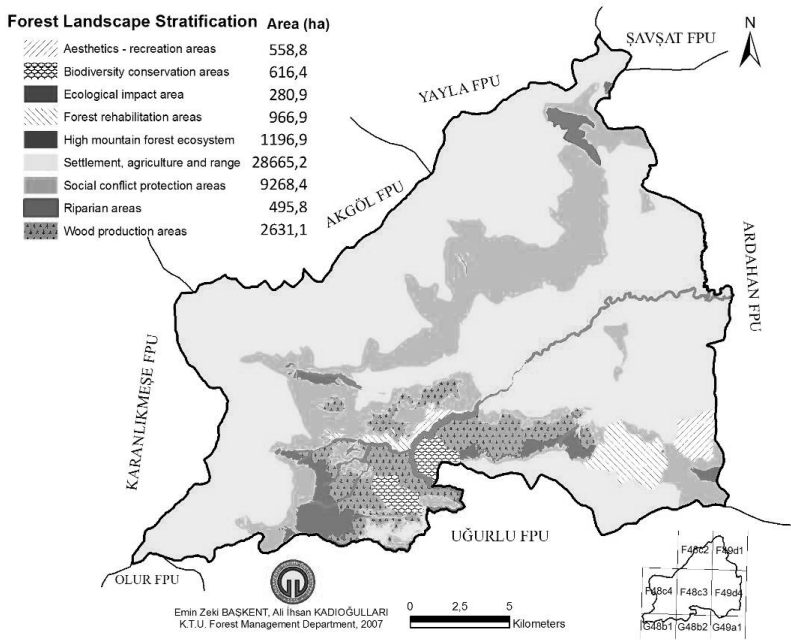 Forest Landscape Stratification Area (ha)
Aesthetics - recreation areas 558,8
Biodiversity conservation areas 616,4
Ecological impact area 280,9
Forest rehabilitation areas 966,9
High mountain forest ecosystem 1196,9
Settlement, agriculture and range 28665,2
Social conflict protection areas 9268,4
Riparian areas 495,8
Wood production areas 2631,1
N
ŞAVŞAT FPU
YAYLA FPU
AKGÖL FPU
ARDAHAN FPU
KARANLIKMEŞE FPU
UĞURLU FPU
OLUR FPU
F48c2 F49d1
F48c4 F48c3 F49d4
G48b1 G48b2 G49a1
Emin Zeki BAŞKENT, Ali İhsan KADIOĞULLARI
K.T.U. Forest Management Department, 2007
0 2,5 5
Kilometers